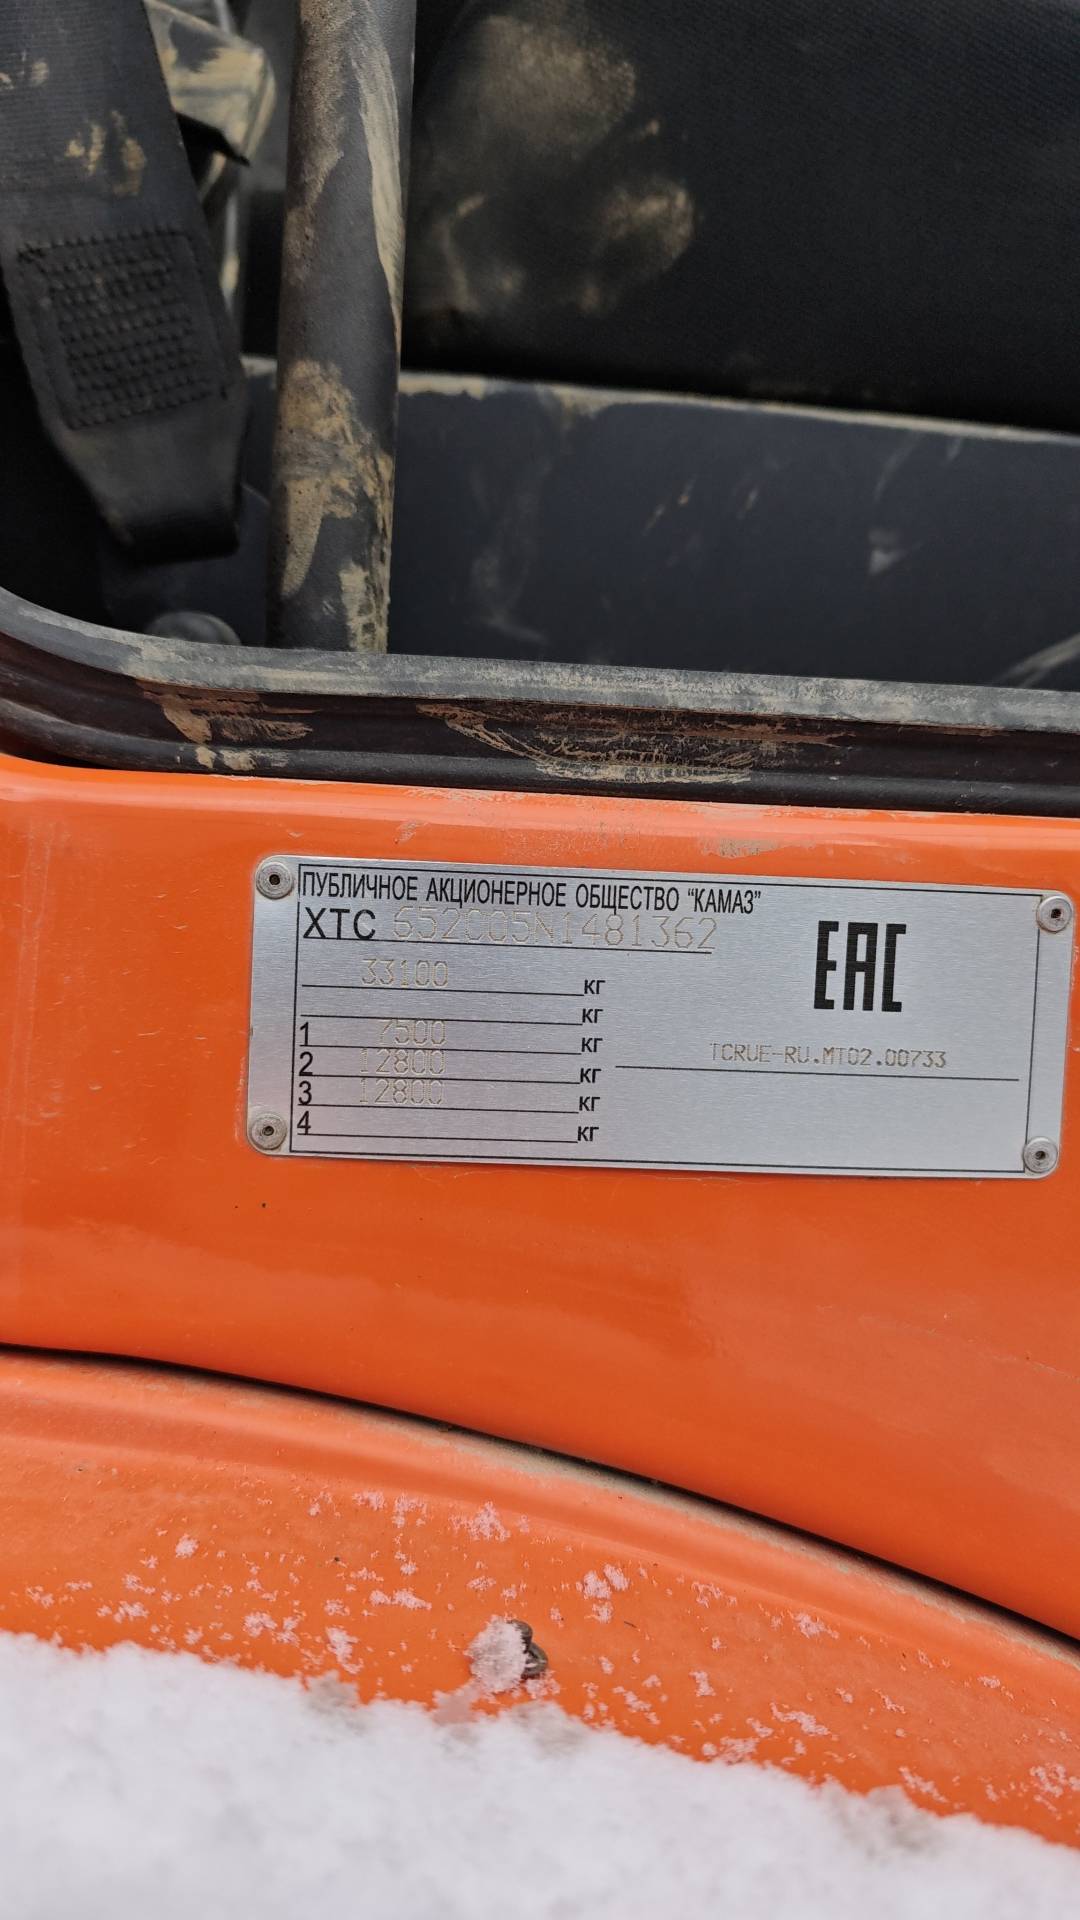 ПУБЛИЧНОЕ АКЦИОНЕРНОЕ ОБЩЕСТВО "КАМАЗ"
XTC 652005N1481362
33100 кг
кг
1 7500 кг
2 12800 кг
3 12800 кг
4 кг
EAC
TCRUE-RU.MT02.00733